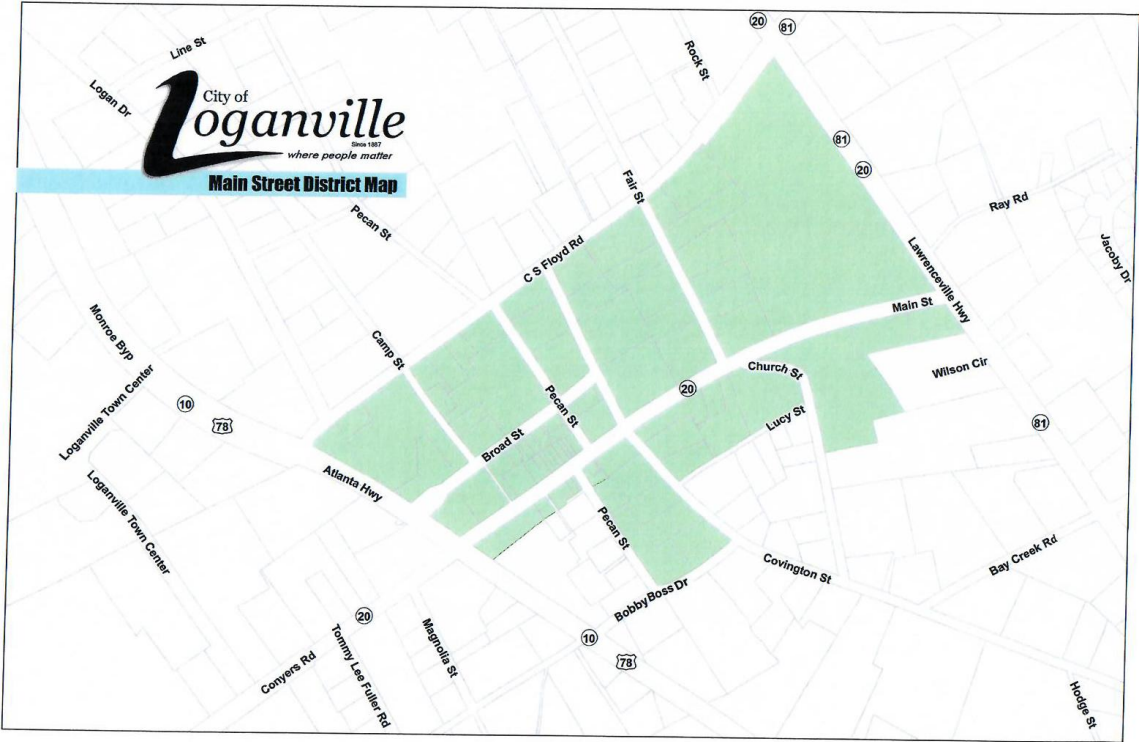 20
81
Line St
Rock St
Logan Dr
City of
Loganville
Since 1887
where people matter
Main Street District Map
81
20
Fair St
Ray Rd
Pecan St
Jacoby Dr
C S Floyd Rd
Lawrenceville Hwy
Main St
Monroe Byp
Camp St
Church St
Wilson Cir
Loganville Town Center
10
78
20
Pecan St
Lucy St
81
Broad St
Atlanta Hwy
Loganville Town Center
Pecan St
Covington St
Bay Creek Rd
Bobby Boss Dr
20
10
78
Magnolia St
Tommy Lee Fuller Rd
Conyers Rd
Hodge St